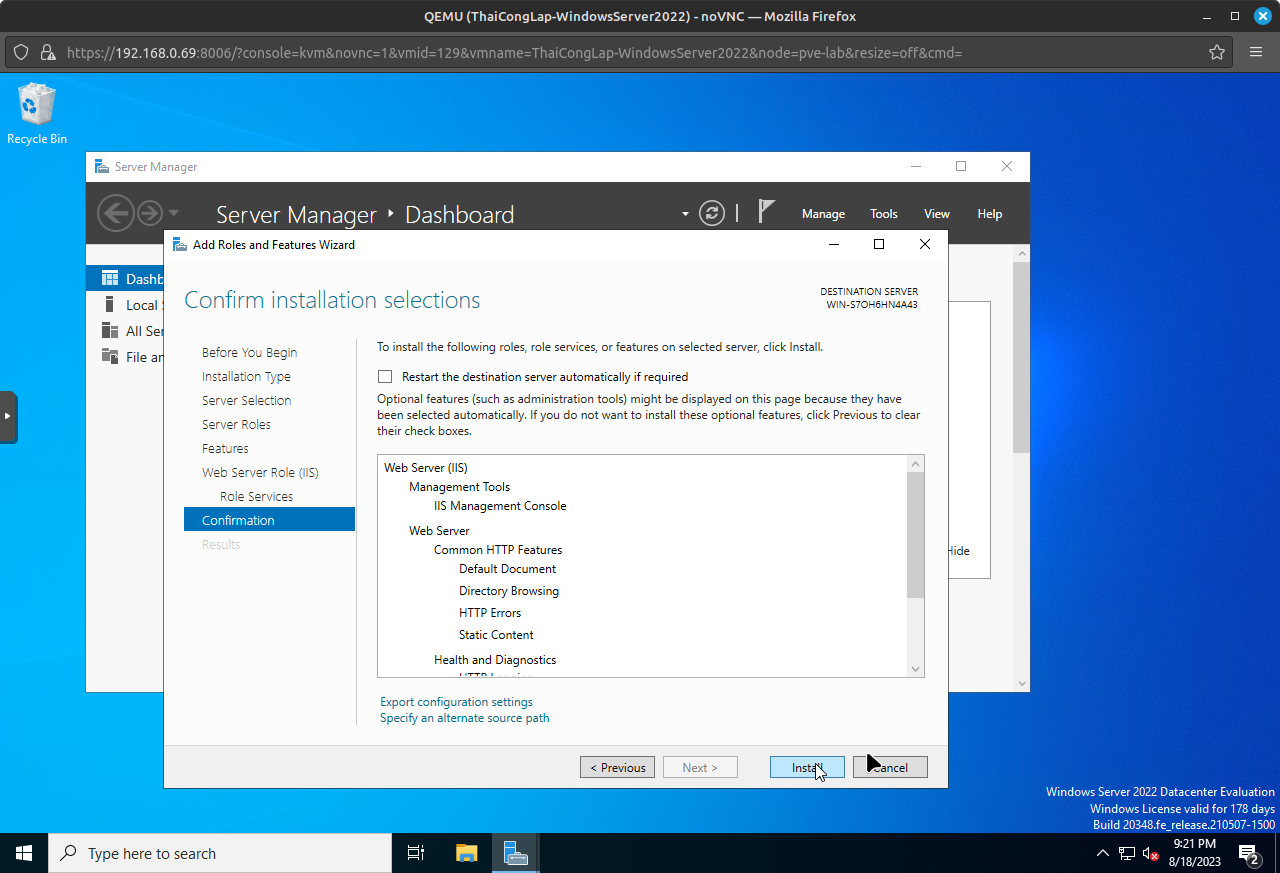 QEMU (ThaiCongLap-WindowsServer2022) - noVNC — Mozilla Firefox
https://192.168.0.69:8006/?console=kvm&novnc=1&vmid=129&vmname=ThaiCongLap-WindowsServer2022&node=pve-lab&resize=off&cmd=
Recycle Bin
Server Manager
Server Manager
Dashboard
Manage
Tools
View
Help
Add Roles and Features Wizard
Dashb
Local
All Ser
File an
Confirm installation selections
DESTINATION SERVER
WIN-S7OH6HN4A43
Before You Begin
Installation Type
Server Selection
Server Roles
Features
Web Server Role (IIS)
Role Services
Confirmation
Results
To install the following roles, role services, or features on selected server, click Install.
Restart the destination server automatically if required
Optional features (such as administration tools) might be displayed on this page because they have
been selected automatically. If you do not want to install these optional features, click Previous to clear
their check boxes.
Web Server (IIS)
Management Tools
IIS Management Console
Web Server
Common HTTP Features
Default Document
Directory Browsing
HTTP Errors
Static Content
Health and Diagnostics
Hide
Export configuration settings
Specify an alternate source path
< Previous
Next >
Install
Cancel
Windows Server 2022 Datacenter Evaluation
Windows License valid for 178 days
Build 20348.fe_release.210507-1500
Type here to search
9:21 PM
8/18/2023
2